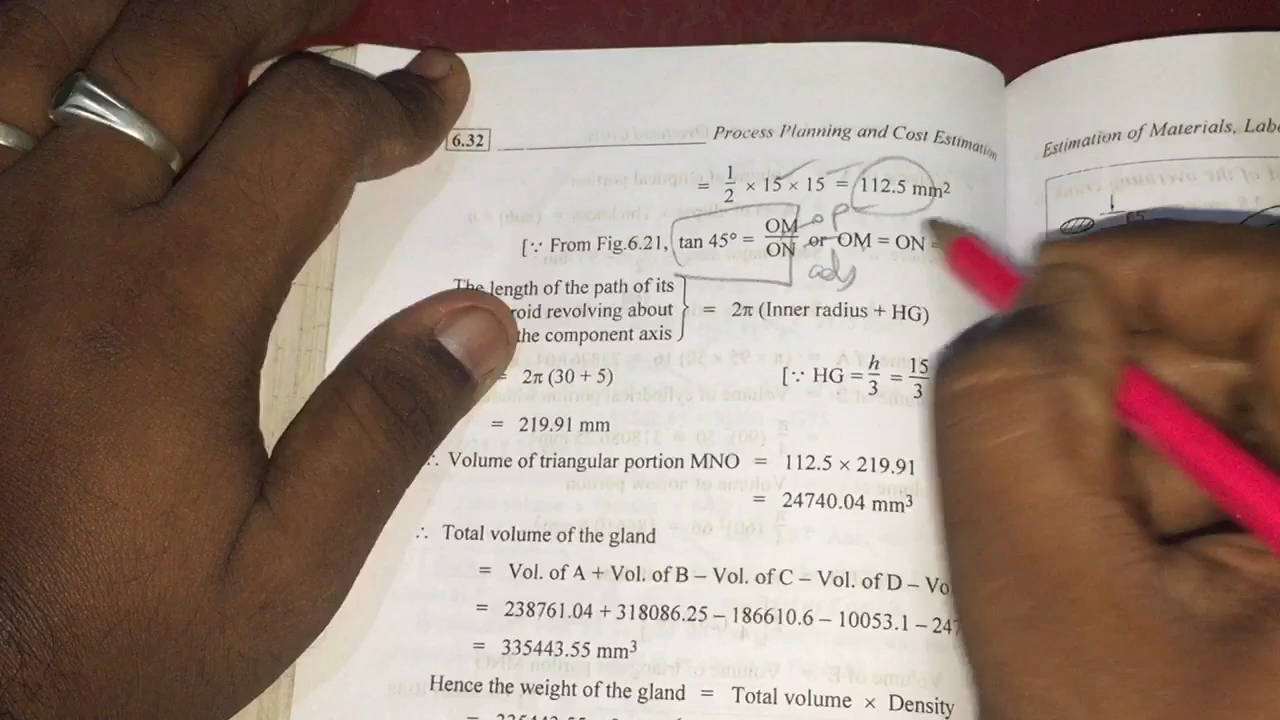 6.32 Process Planning and Cost Estimation
= 1/2 × 15 × 15 = 112.5 mm²
op
[∵ From Fig.6.21, tan 45° = OM/ON or OM = ON =
ady
The length of the path of its
roid revolving about
the component axis } = 2π (Inner radius + HG)
= 2π (30 + 5) [∵ HG = h/3 = 15/3
= 219.91 mm
∴ Volume of triangular portion MNO = 112.5 × 219.91
= 24740.04 mm³
∴ Total volume of the gland
= Vol. of A + Vol. of B – Vol. of C – Vol. of D – Vo
= 238761.04 + 318086.25 – 186610.6 – 10053.1 – 247
= 335443.55 mm³
Hence the weight of the gland = Total volume × Density
Estimation of Materials, Labo